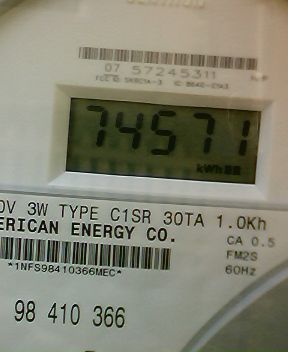 07 57245311
74571
kWh
0V 3W TYPE C1SR 30TA 1.0Kh
ERICAN ENERGY CO.
CA 0.5
*1NFS98410366MEC*
FM2S
60Hz
98 410 366